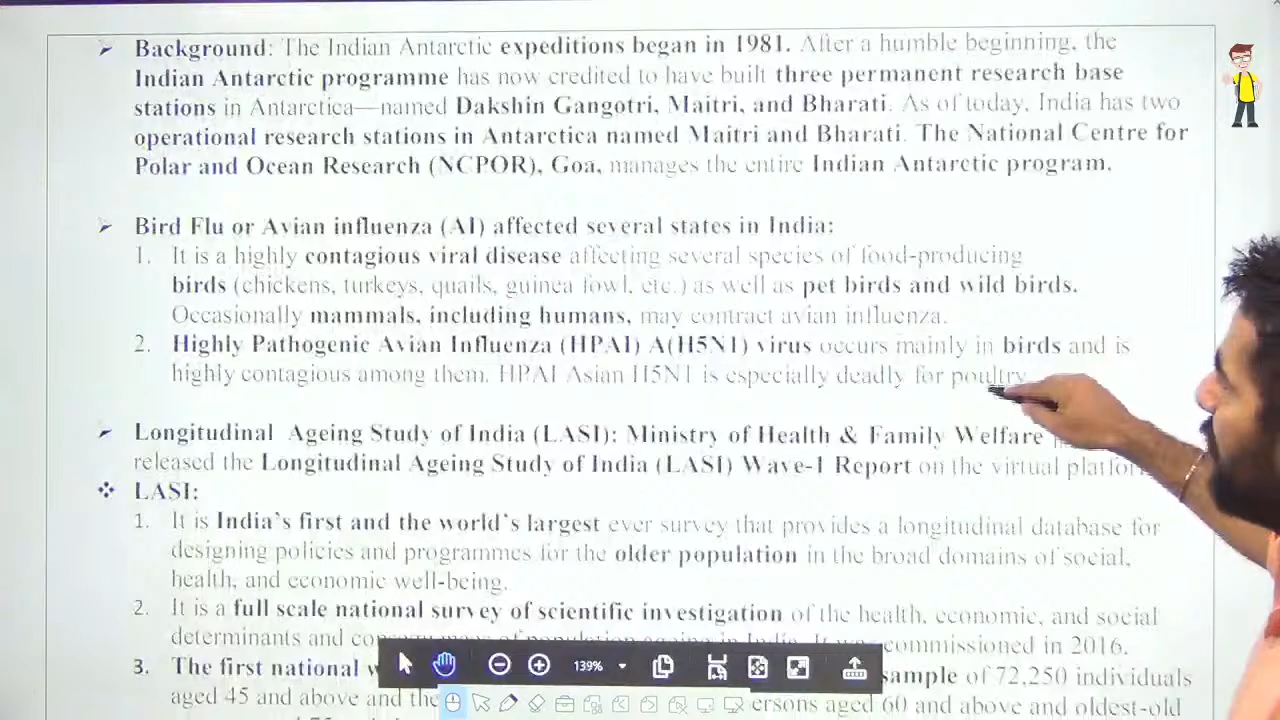 ➢ Background: The Indian Antarctic expeditions began in 1981. After a humble beginning, the
Indian Antarctic programme has now credited to have built three permanent research base
stations in Antarctica—named Dakshin Gangotri, Maitri, and Bharati. As of today, India has two
operational research stations in Antarctica named Maitri and Bharati. The National Centre for
Polar and Ocean Research (NCPOR), Goa, manages the entire Indian Antarctic program.
➢ Bird Flu or Avian influenza (AI) affected several states in India:
1. It is a highly contagious viral disease affecting several species of food-producing
birds (chickens, turkeys, quails, guinea fowl, etc.) as well as pet birds and wild birds.
Occasionally mammals, including humans, may contract avian influenza.
2. Highly Pathogenic Avian Influenza (HPAI) A(H5N1) virus occurs mainly in birds and is
highly contagious among them. HPAI Asian H5N1 is especially deadly for poultry
➢ Longitudinal Ageing Study of India (LASI): Ministry of Health & Family Welfare
released the Longitudinal Ageing Study of India (LASI) Wave-1 Report on the virtual platform
❖ LASI:
1. It is India's first and the world's largest ever survey that provides a longitudinal database for
designing policies and programmes for the older population in the broad domains of social,
health, and economic well-being.
2. It is a full scale national survey of scientific investigation of the health, economic, and social
determinants and consequences of population ageing in India. It was commissioned in 2016.
3. The first national sample of 72,250 individuals
139%
aged 45 and above and the ersons aged 60 and above and oldest-old